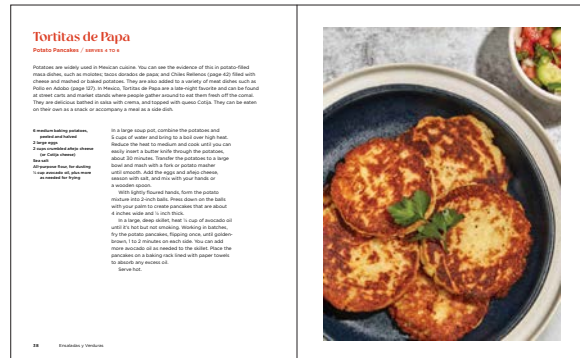 Tortitas de Papa
Potato Pancakes / SERVES 4 TO 6
Potatoes are widely used in Mexican cuisine. You can see the evidence of this in potato-filled
masa dishes, such as molotes; tacos dorados de papa; and Chiles Rellenos (page 42) filled with
cheese and mashed or baked potatoes. They are also added to a variety of meat dishes such as
Pollo en Adobo (page 127). In Mexico, Tortitas de Papa are a late-night favorite and can be found
at street carts and market stands where people gather around to eat them fresh off the comal.
They are delicious bathed in salsa with crema, and topped with queso Cotija. They can be eaten
on their own as a snack or accompany a meal as a side dish.
6 medium baking potatoes,
peeled and halved
2 large eggs
2 cups crumbled añejo cheese
(or Cotija cheese)
Sea salt
All-purpose flour, for dusting
cup avocado oil, plus more
as needed for frying
In a large soup pot, combine the potatoes and
5 cups of water and bring to a boil over high heat.
Reduce the heat to medium and cook until you can
easily insert a butter knife through the potatoes,
about 30 minutes. Transfer the potatoes to a large
bowl and mash with a fork or potato masher
until smooth. Add the eggs and añejo cheese,
season with salt, and mix with your hands or
a wooden spoon.
With lightly floured hands, form the potato
mixture into 2-inch balls. Press down on the balls
with your palm to create pancakes that are about
4 inches wide and ½ inch thick.
In a large, deep skillet, heat ½ cup of avocado oil
until it's hot but not smoking. Working in batches,
fry the potato pancakes, flipping once, until golden-
brown, 1 to 2 minutes on each side. You can add
more avocado oil as needed to the skillet. Place the
pancakes on a baking rack lined with paper towels
to absorb any excess oil.
Serve hot.
38 Ensaladas y Verduras